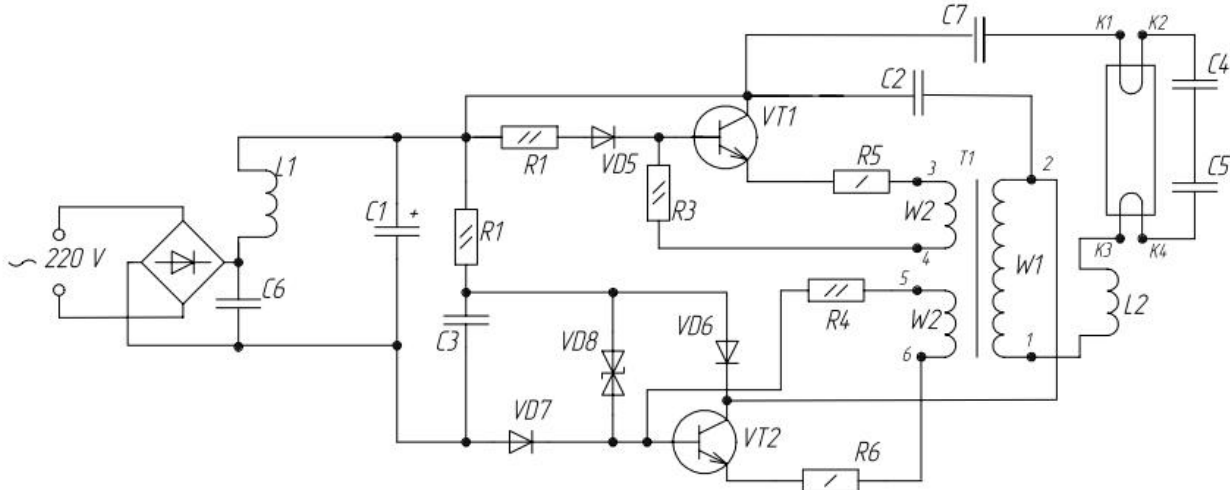 C7
K1 K2
C4
C2
VT1
R1
VD5
R5
3
T1
2
L1
C1 +
R3
W2
C5
R1
4
K3 K4
~ 220 V
C6
5
W1
R4
W2
L2
C3
VD8
VD6
6
1
VD7
VT2
R6